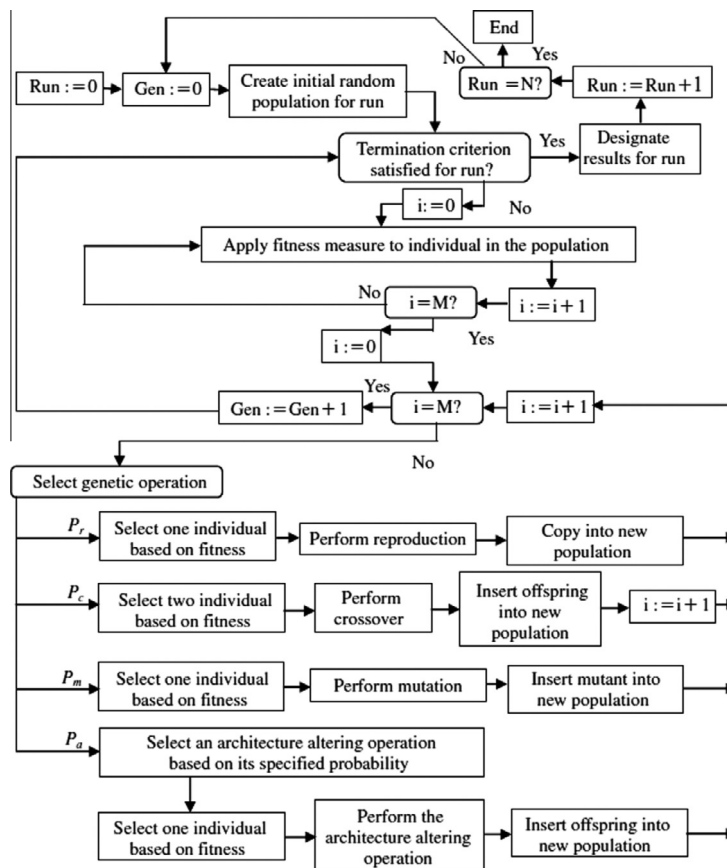 End
No
Yes
Run :=0
Gen :=0
Create initial random
population for run
Run =N?
Run :=Run+1
Termination criterion
satisfied for run?
Yes
Designate
results for run
i:=0
No
Apply fitness measure to individual in the population
No
i=M?
i :=i+1
i :=0
Yes
Gen :=Gen+1
Yes
i=M?
i :=i+1
No
Select genetic operation
Pr
Select one individual
based on fitness
Perform reproduction
Copy into new
population
Pc
Select two individual
based on fitness
Perform
crossover
Insert offspring
into new
population
i :=i+1
Pm
Select one individual
based on fitness
Perform mutation
Insert mutant into
new population
Pa
Select an architecture altering operation
based on its specified probability
Select one individual
based on fitness
Perform the
architecture altering
operation
Insert offspring into
new population